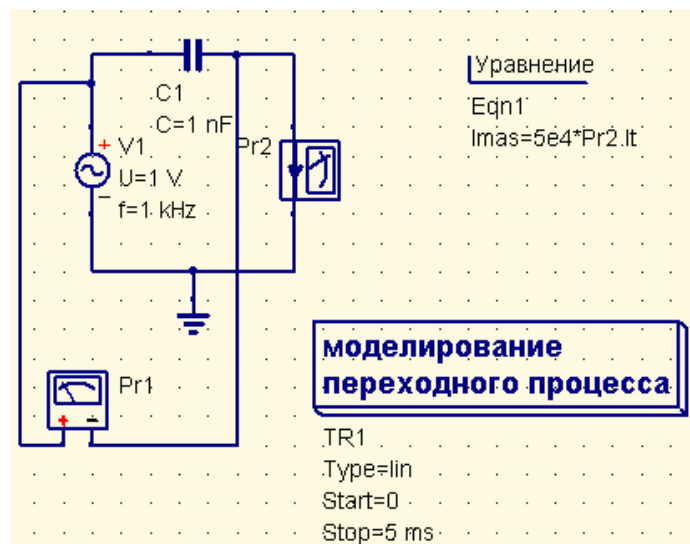 C1
C=1 nF
V1
U=1 V
f=1 kHz
Pr2
Уравнение
Eqn1
Imas=5e4*Pr2.It
Pr1
моделирование
переходного процесса
TR1
Type=lin
Start=0
Stop=5 ms